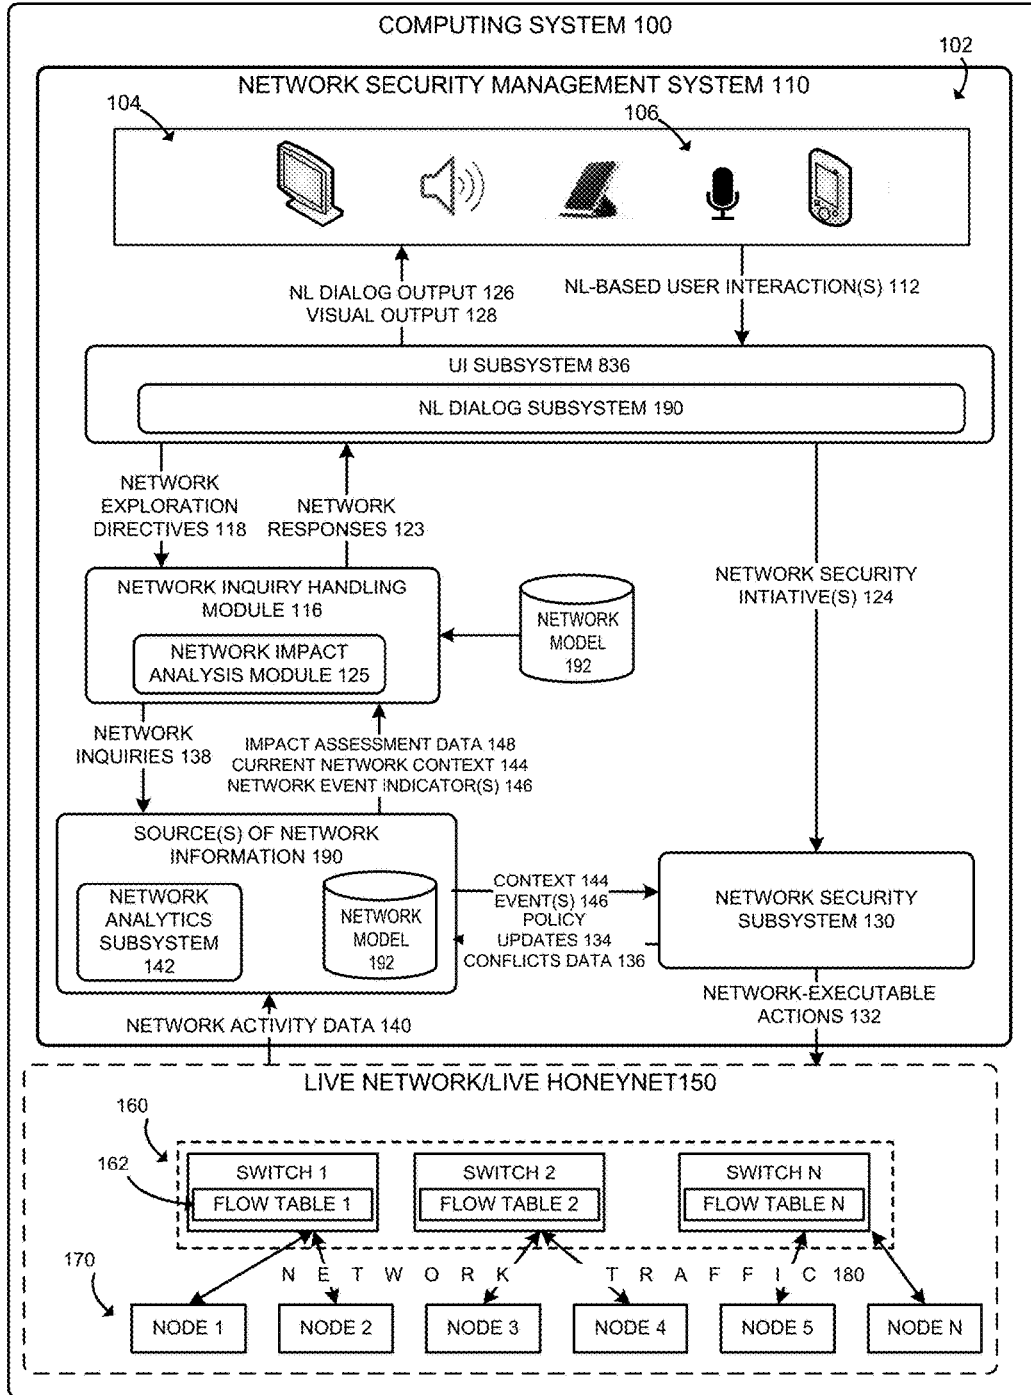 COMPUTING SYSTEM 100
102
NETWORK SECURITY MANAGEMENT SYSTEM 110
104
106
NL DIALOG OUTPUT 126
VISUAL OUTPUT 128
NL-BASED USER INTERACTION(S) 112
UI SUBSYSTEM 836
NL DIALOG SUBSYSTEM 190
NETWORK
EXPLORATION
DIRECTIVES 118
NETWORK
RESPONSES 123
NETWORK SECURITY
INTIATIVE(S) 124
NETWORK INQUIRY HANDLING
MODULE 116
NETWORK IMPACT
ANALYSIS MODULE 125
NETWORK
MODEL
192
NETWORK
INQUIRIES 138
IMPACT ASSESSMENT DATA 148
CURRENT NETWORK CONTEXT 144
NETWORK EVENT INDICATOR(S) 146
SOURCE(S) OF NETWORK
INFORMATION 190
NETWORK
ANALYTICS
SUBSYSTEM
142
NETWORK
MODEL
192
CONTEXT 144
EVENT(S) 146
POLICY
UPDATES 134
CONFLICTS DATA 136
NETWORK SECURITY
SUBSYSTEM 130
NETWORK ACTIVITY DATA 140
NETWORK-EXECUTABLE
ACTIONS 132
LIVE NETWORK/LIVE HONEYNET150
160
162
SWITCH 1
FLOW TABLE 1
SWITCH 2
FLOW TABLE 2
SWITCH N
FLOW TABLE N
170
N E T W O R K T R A F F I C 180
NODE 1
NODE 2
NODE 3
NODE 4
NODE 5
NODE N